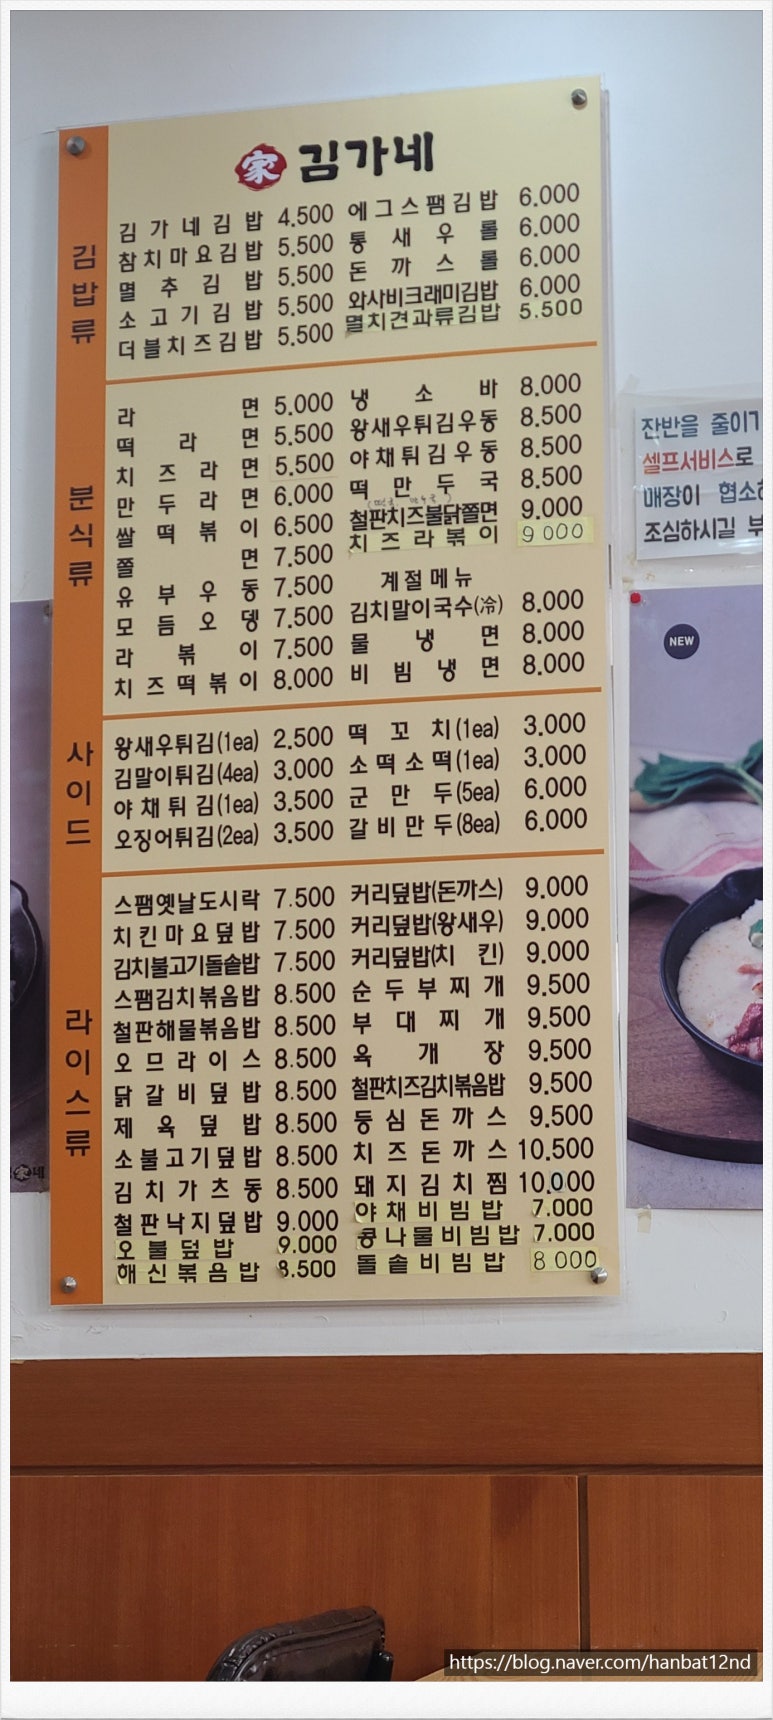 家 김가네
김밥류
김가네김밥 4.500
참치마요김밥 5.500
멸추김밥 5.500
소고기김밥 5.500
더블치즈김밥 5.500
에그스팸김밥 6.000
통새우롤 6.000
돈까스롤 6.000
와사비크래미김밥 6.000
멸치견과류김밥 5.500
분식류
라면 5.000
떡라면 5.500
치즈라면 5.500
만두라면 6.000
쌀떡볶이 6.500
쫄면 7.500
유부우동 7.500
모듬오뎅 7.500
라볶이 7.500
치즈떡볶이 8.000
냉소바 8.000
왕새우튀김우동 8.500
야채튀김우동 8.500
떡만두국 8.500
철판치즈불닭쫄면 9.000
치즈라볶이 9000
계절메뉴
김치말이국수(冷) 8.000
물냉면 8.000
비빔냉면 8.000
사이드
왕새우튀김(1ea) 2.500
김말이튀김(4ea) 3.000
야채튀김(1ea) 3.500
오징어튀김(2ea) 3.500
떡꼬치(1ea) 3.000
소떡소떡(1ea) 3.000
군만두(5ea) 6.000
갈비만두(8ea) 6.000
라이스류
스팸옛날도시락 7.500
치킨마요덮밥 7.500
김치불고기돌솥밥 7.500
스팸김치볶음밥 8.500
철판해물볶음밥 8.500
오므라이스 8.500
닭갈비덮밥 8.500
제육덮밥 8.500
소불고기덮밥 8.500
김치가츠동 8.500
철판낙지덮밥 9.000
오불덮밥 9.000
해신볶음밥 8.500
커리덮밥(돈까스) 9.000
커리덮밥(왕새우) 9.000
커리덮밥(치킨) 9.000
순두부찌개 9.500
부대찌개 9.500
육개장 9.500
철판치즈김치볶음밥 9.500
등심돈까스 9.500
치즈돈까스 10.500
돼지김치찜 10.000
야채비빔밥 7.000
콩나물비빔밥 7.000
돌솥비빔밥 8000
잔반을 줄이기
셀프서비스로
매장이 협소
조심하시길 부
NEW
https://blog.naver.com/hanbat12nd